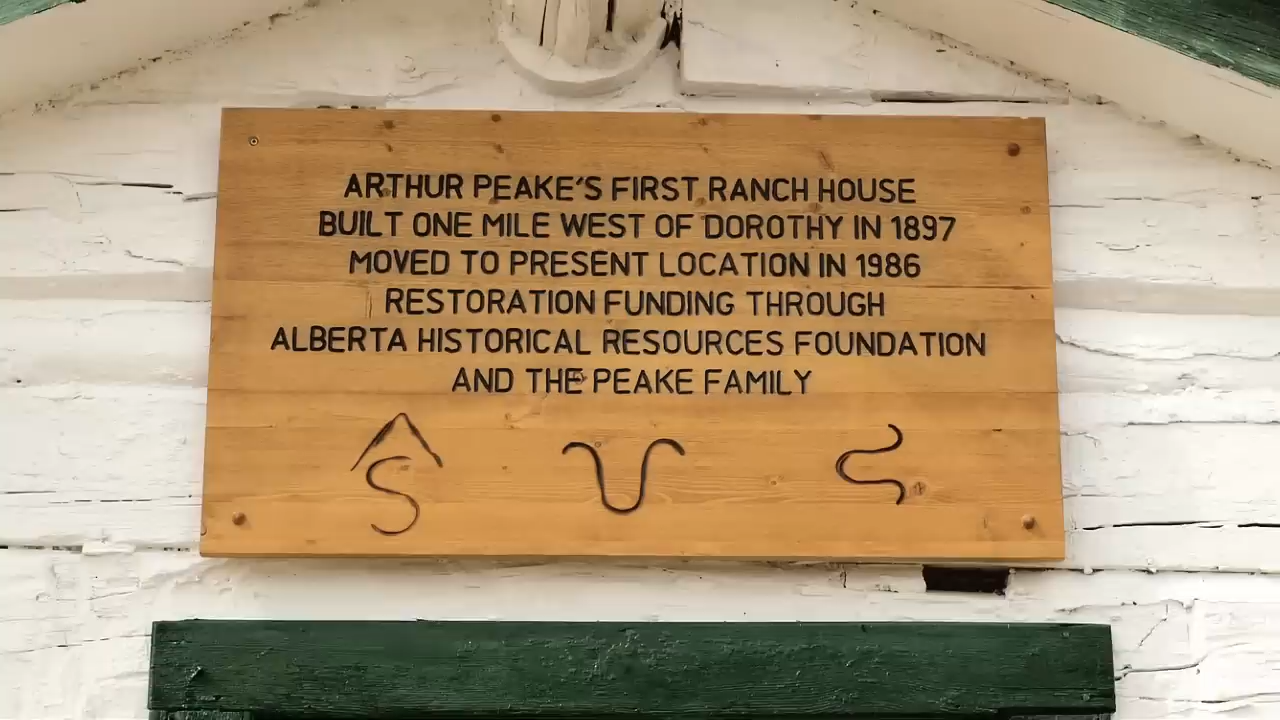 ARTHUR PEAKE'S FIRST RANCH HOUSE
BUILT ONE MILE WEST OF DOROTHY IN 1897
MOVED TO PRESENT LOCATION IN 1986
RESTORATION FUNDING THROUGH
ALBERTA HISTORICAL RESOURCES FOUNDATION
AND THE PEAKE FAMILY